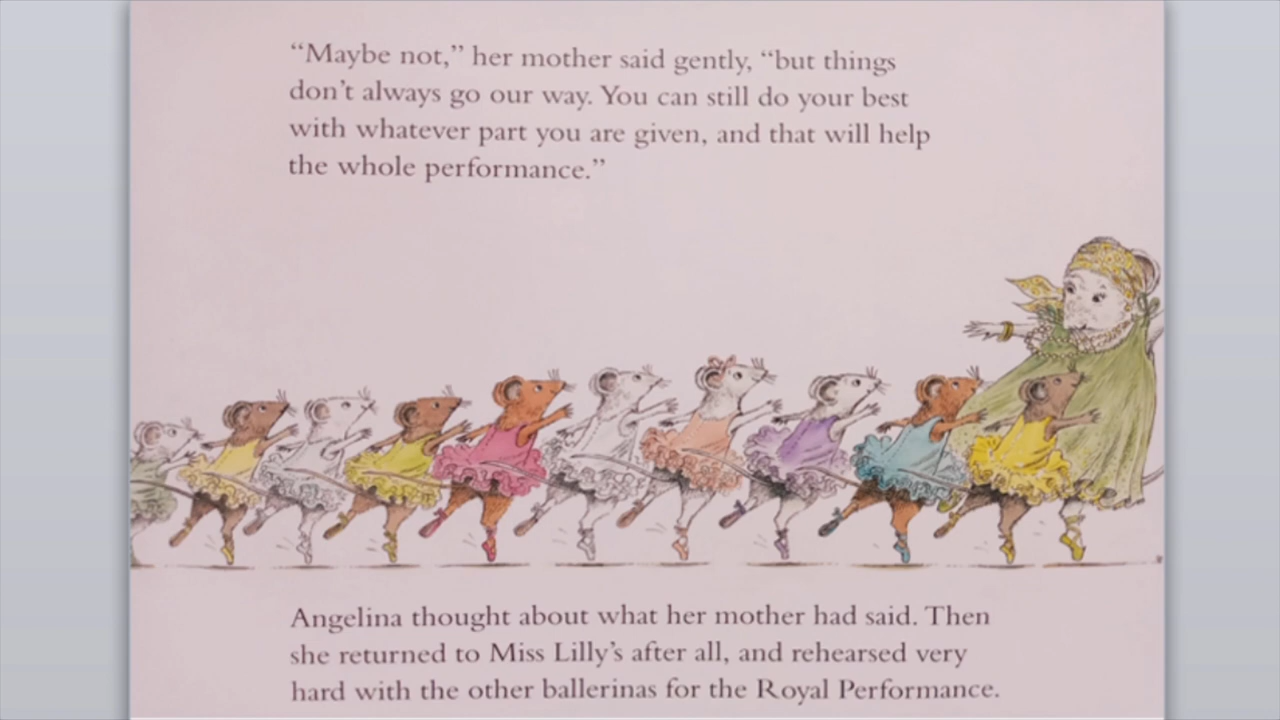 “Maybe not,” her mother said gently, “but things
don’t always go our way. You can still do your best
with whatever part you are given, and that will help
the whole performance.”
Angelina thought about what her mother had said. Then
she returned to Miss Lilly’s after all, and rehearsed very
hard with the other ballerinas for the Royal Performance.